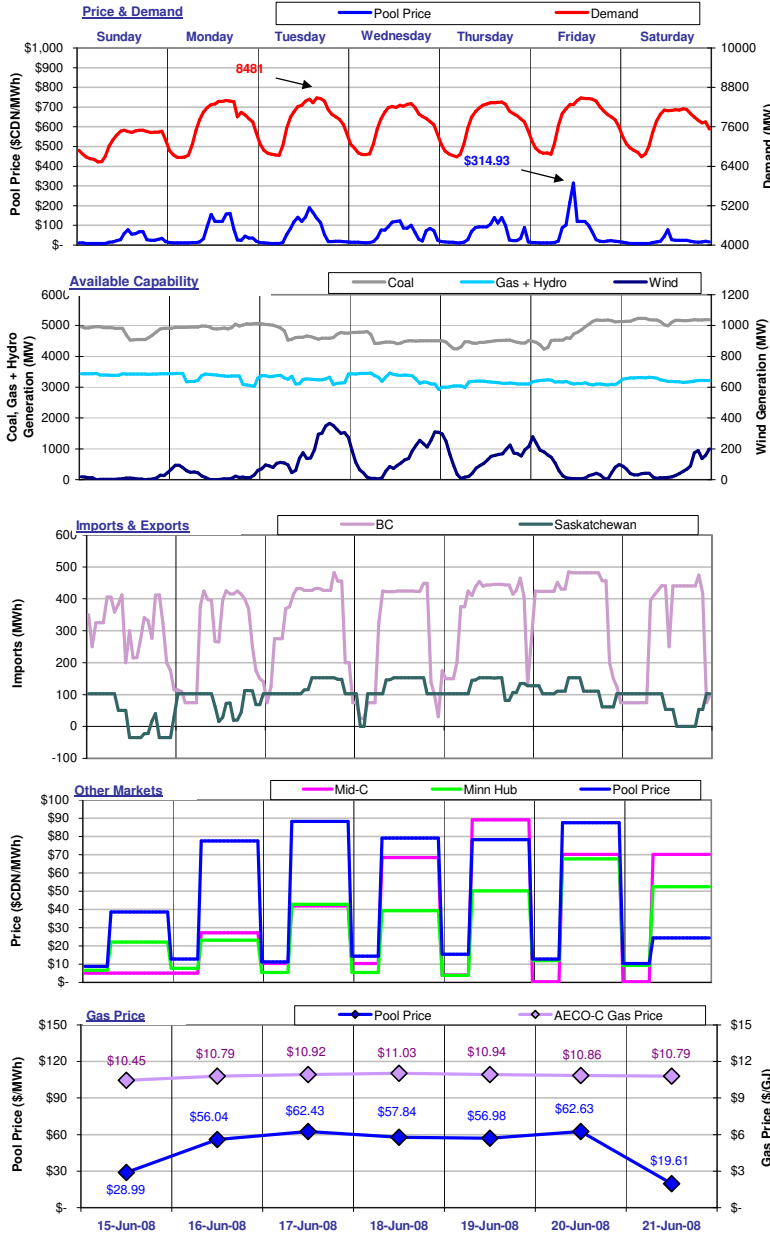 Price & Demand
Pool Price Demand
Sunday Monday Tuesday Wednesday Thursday Friday Saturday
Pool Price ($CDN/MWh)
$1,000
$900
$800
$700
$600
$500
$400
$300
$200
$100
$-
8481
$314.93
10000
8800
7600
6400
5200
4000
Demand (MW)
Available Capability
Coal Gas + Hydro Wind
Coal, Gas + Hydro
Generation (MW)
6000
5000
4000
3000
2000
1000
0
1200
1000
800
600
400
200
0
Wind Generation (MW)
Imports & Exports
BC Saskatchewan
Imports (MWh)
600
500
400
300
200
100
0
-100
Other Markets
Mid-C Minn Hub Pool Price
Price ($CDN/MWh)
$100
$90
$80
$70
$60
$50
$40
$30
$20
$10
$-
Gas Price
Pool Price AECO-C Gas Price
Pool Price ($/MWh)
$150
$120
$90
$60
$30
$-
$10.45 $10.79 $10.92 $11.03 $10.94 $10.86 $10.79
$28.99 $56.04 $62.43 $57.84 $56.98 $62.63 $19.61
$15
$12
$9
$6
$3
$-
Gas Price ($/GJ)
15-Jun-08 16-Jun-08 17-Jun-08 18-Jun-08 19-Jun-08 20-Jun-08 21-Jun-08